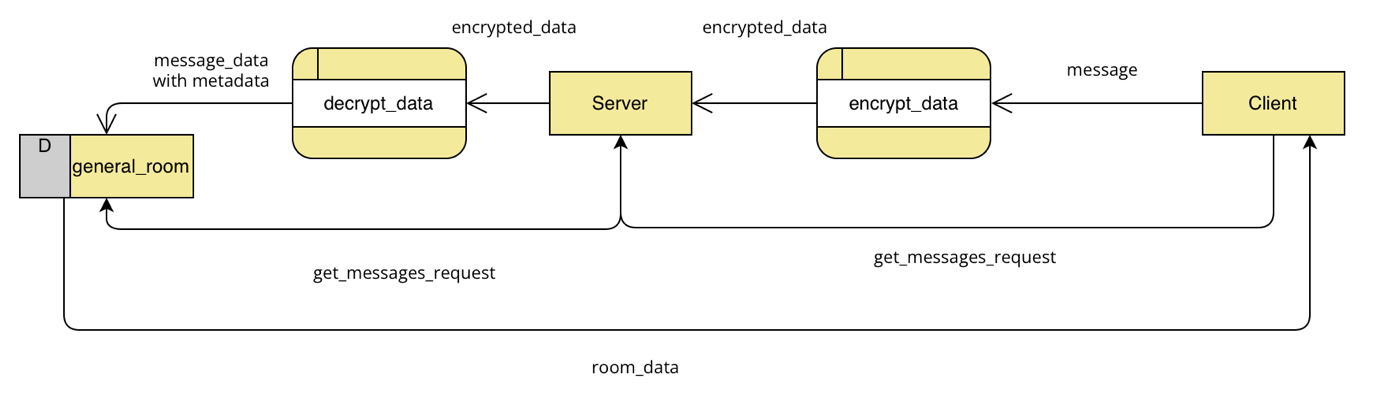 encrypted_data
encrypted_data
message_data
with metadata
message
decrypt_data
Server
encrypt_data
Client
D
general_room
get_messages_request
get_messages_request
room_data